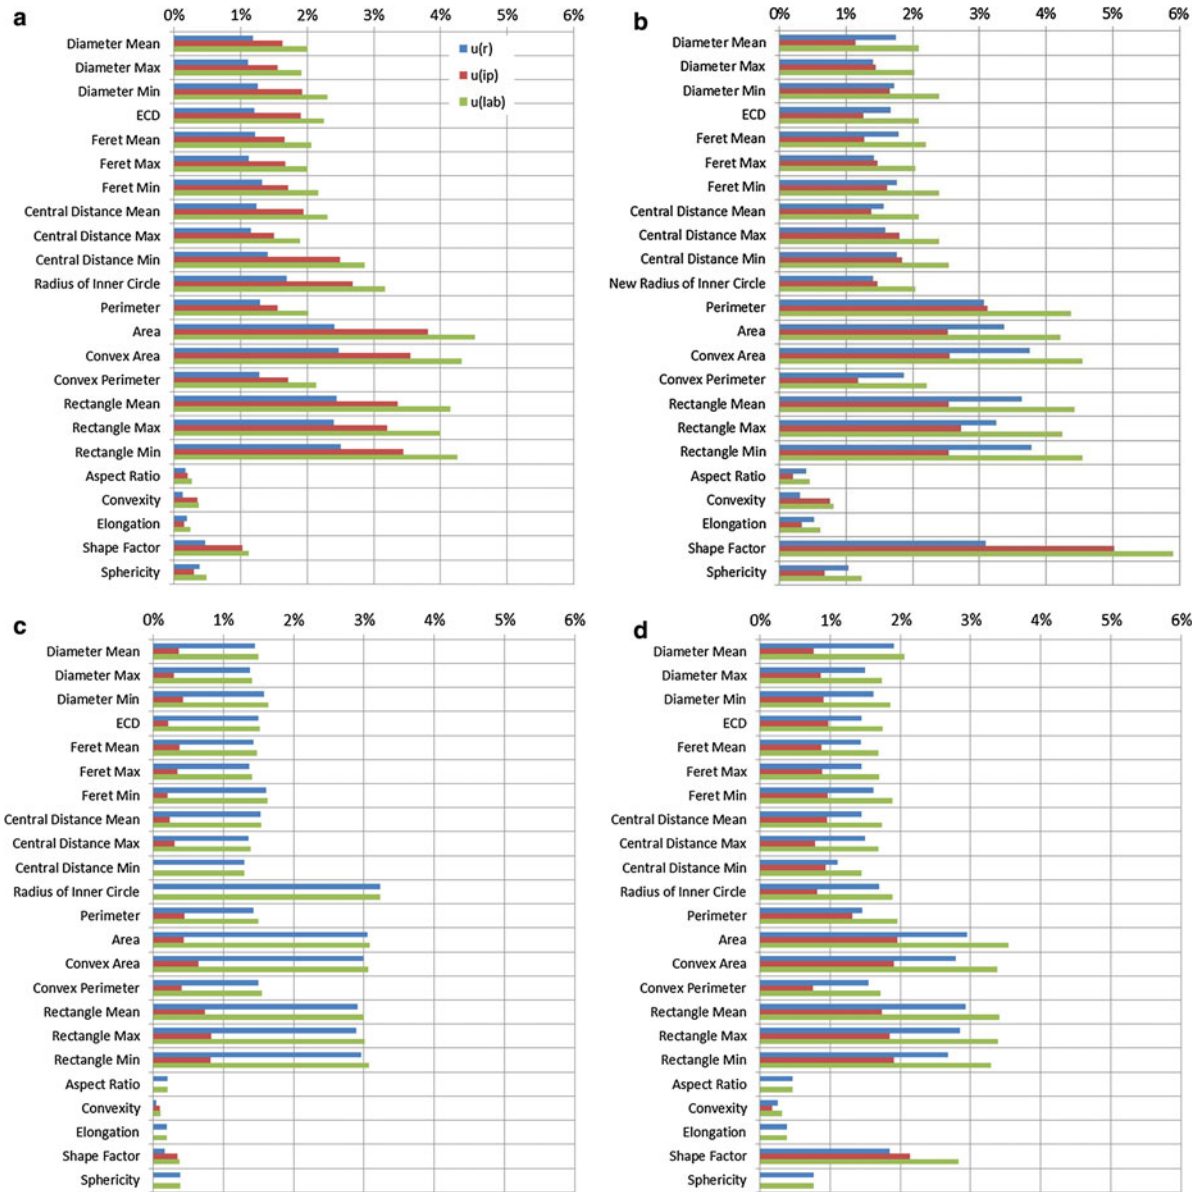 a
0% 1% 2% 3% 4% 5% 6%
Diameter Mean
Diameter Max
Diameter Min
ECD
Feret Mean
Feret Max
Feret Min
Central Distance Mean
Central Distance Max
Central Distance Min
Radius of Inner Circle
Perimeter
Area
Convex Area
Convex Perimeter
Rectangle Mean
Rectangle Max
Rectangle Min
Aspect Ratio
Convexity
Elongation
Shape Factor
Sphericity
u(r)
u(ip)
u(lab)
b
0% 1% 2% 3% 4% 5% 6%
Diameter Mean
Diameter Max
Diameter Min
ECD
Feret Mean
Feret Max
Feret Min
Central Distance Mean
Central Distance Max
Central Distance Min
New Radius of Inner Circle
Perimeter
Area
Convex Area
Convex Perimeter
Rectangle Mean
Rectangle Max
Rectangle Min
Aspect Ratio
Convexity
Elongation
Shape Factor
Sphericity
c
0% 1% 2% 3% 4% 5% 6%
Diameter Mean
Diameter Max
Diameter Min
ECD
Feret Mean
Feret Max
Feret Min
Central Distance Mean
Central Distance Max
Central Distance Min
Radius of Inner Circle
Perimeter
Area
Convex Area
Convex Perimeter
Rectangle Mean
Rectangle Max
Rectangle Min
Aspect Ratio
Convexity
Elongation
Shape Factor
Sphericity
d
0% 1% 2% 3% 4% 5% 6%
Diameter Mean
Diameter Max
Diameter Min
ECD
Feret Mean
Feret Max
Feret Min
Central Distance Mean
Central Distance Max
Central Distance Min
Radius of Inner Circle
Perimeter
Area
Convex Area
Convex Perimeter
Rectangle Mean
Rectangle Max
Rectangle Min
Aspect Ratio
Convexity
Elongation
Shape Factor
Sphericity